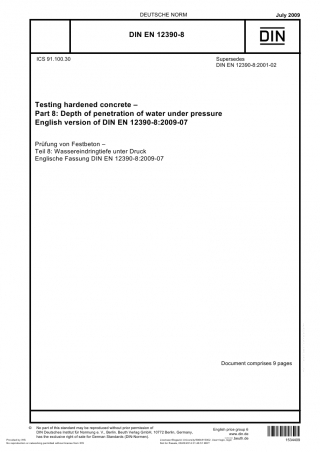 DEUTSCHE NORM
July 2009
DIN EN 12390-8
DIN
ICS 91.100.30
Supersedes
DIN EN 12390-8:2001-02
Testing hardened concrete –
Part 8: Depth of penetration of water under pressure
English version of DIN EN 12390-8:2009-07
Prüfung von Festbeton –
Teil 8: Wassereindringtiefe unter Druck
Englische Fassung DIN EN 12390-8:2009-07
Document comprises 9 pages
© No part of this standard may be reproduced without prior permission of
DIN Deutsches Institut für Normung e. V., Berlin. Beuth Verlag GmbH, 10772 Berlin, Germany,
has the exclusive right of sale for German Standards (DIN-Normen).
English price group 6
www.din.de
www.beuth.de